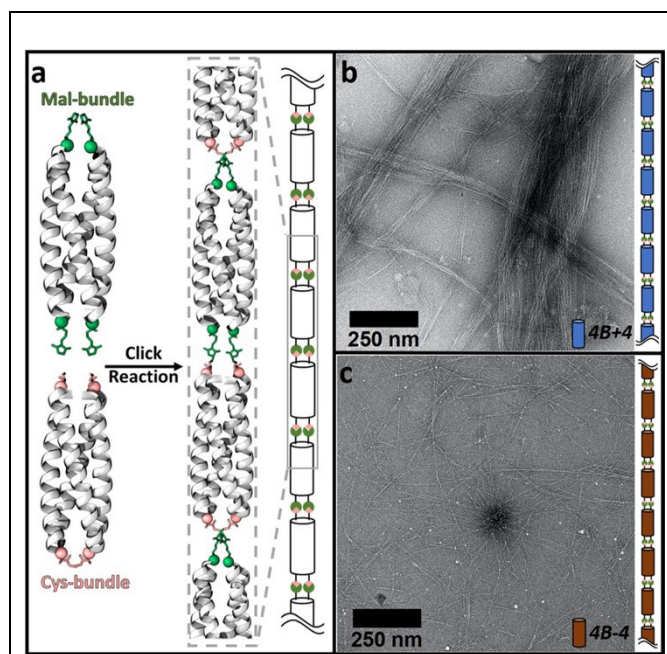 a
Mal-bundle
Click
Reaction
Cys-bundle
b
250 nm
4B+4
c
250 nm
4B-4